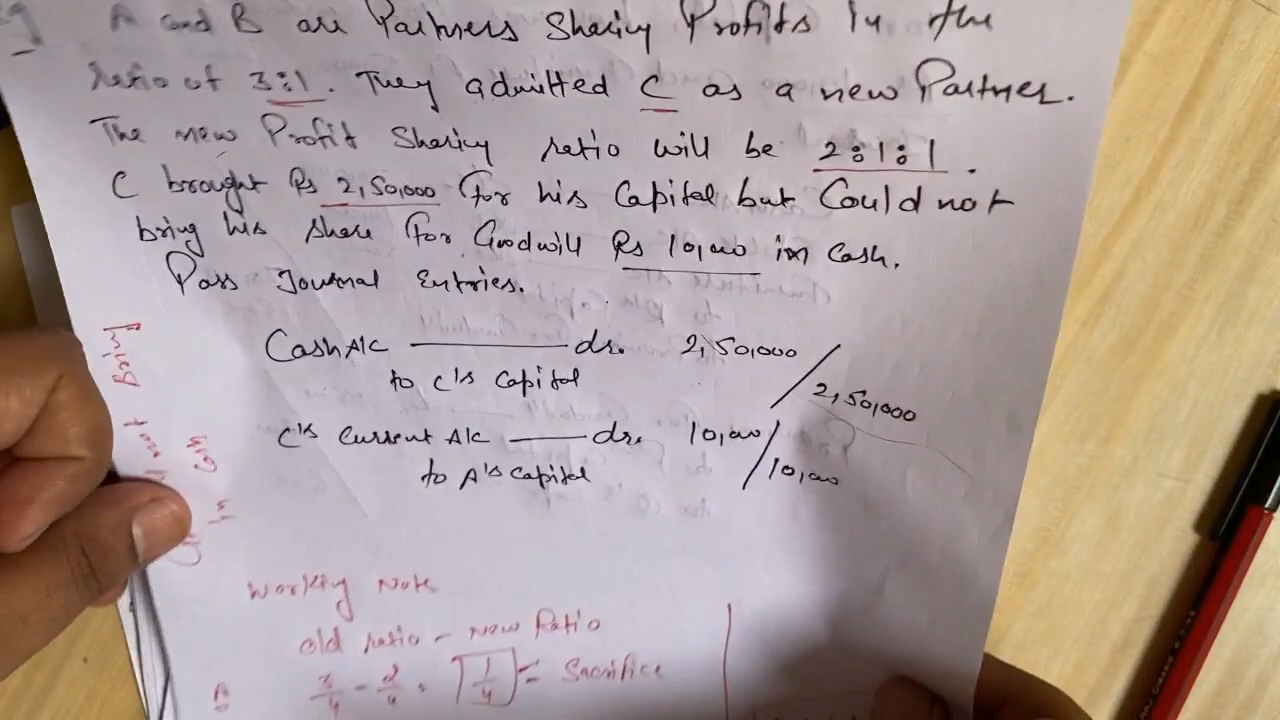 A and B are Partners Sharing Profits in the
ratio of 3:1. They admitted C as a new Partner.
The new Profit Sharing ratio will be 2:1:1.
C brought Rs 2,50,000 for his Capital but Could not
bring his share for Goodwill Rs 10,000 in Cash.
Pass Journal Entries.
Cash A/c dr. 2,50,000
to C's Capital 2,50,000
C's Current A/c dr. 10,000
to A's Capital 10,000
Working Note
old ratio - New Ratio
3/4 - 2/4 = 1/4 = Sacrifice
not